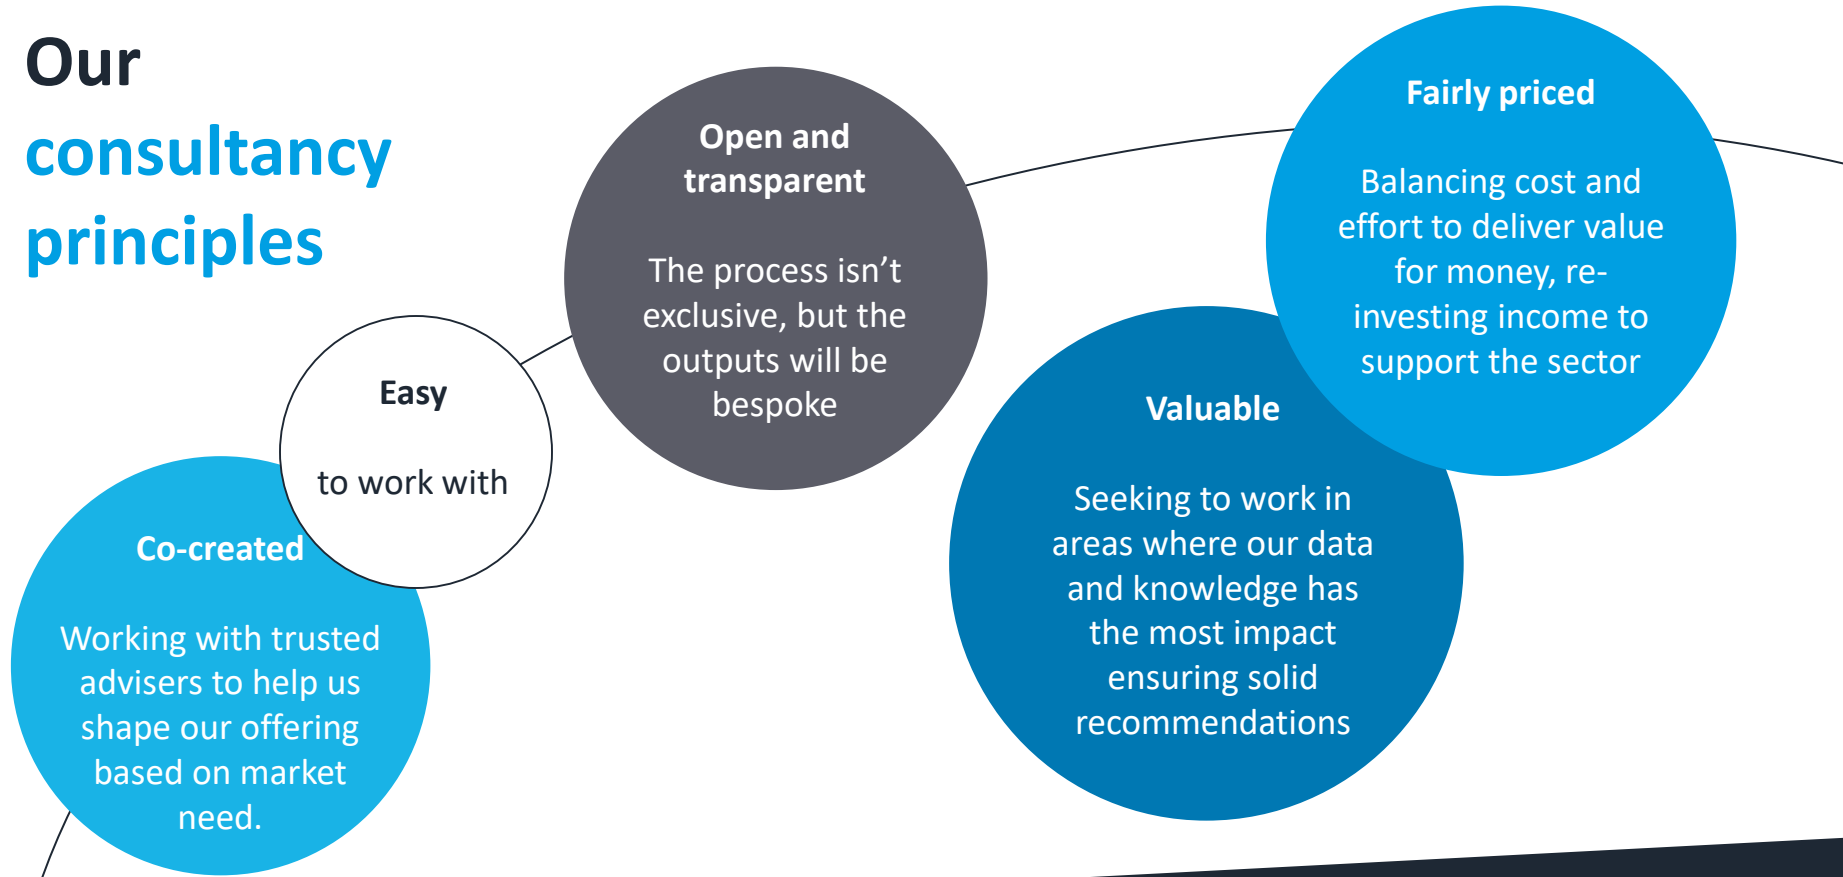 Our
consultancy
principles
Co-created
Working with trusted
advisers to help us
shape our offering
based on market
need.
Easy
to work with
Open and
transparent
The process isn’t
exclusive, but the
outputs will be
bespoke
Valuable
Seeking to work in
areas where our data
and knowledge has
the most impact
ensuring solid
recommendations
Fairly priced
Balancing cost and
effort to deliver value
for money, re-
investing income to
support the sector